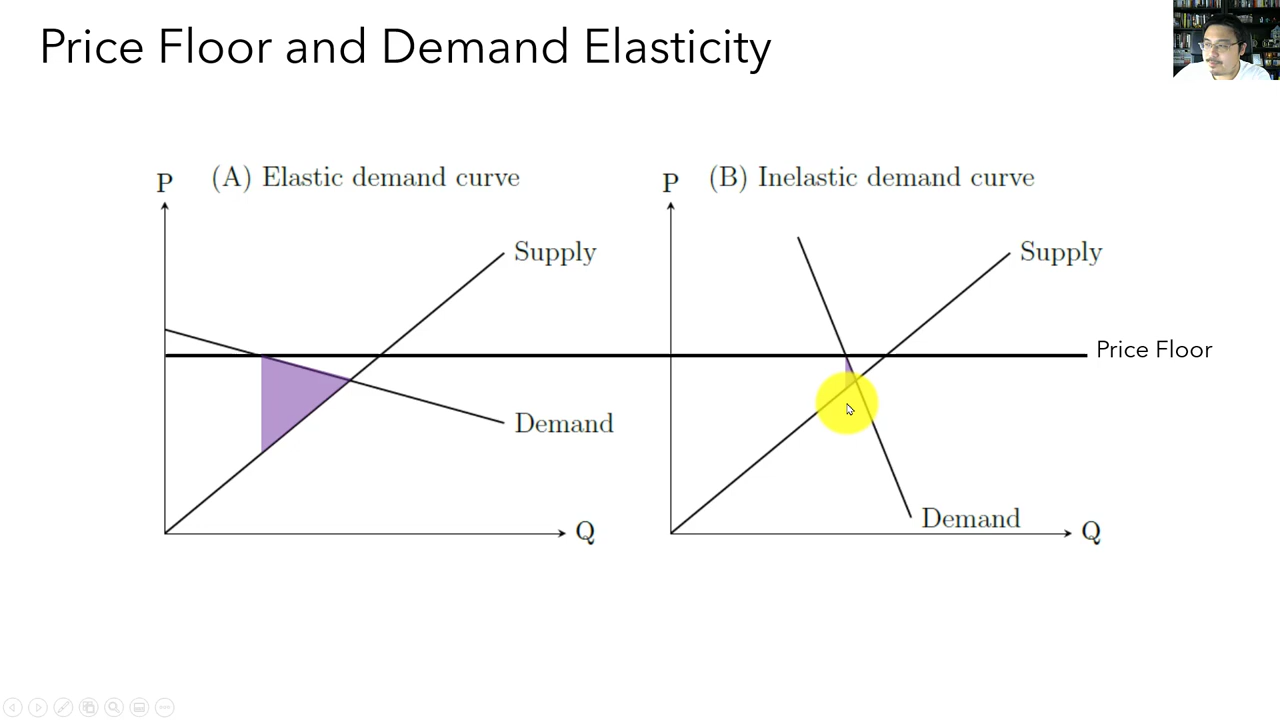 Price Floor and Demand Elasticity
P (A) Elastic demand curve
Supply
Demand
Q
P (B) Inelastic demand curve
Supply
Price Floor
Demand
Q